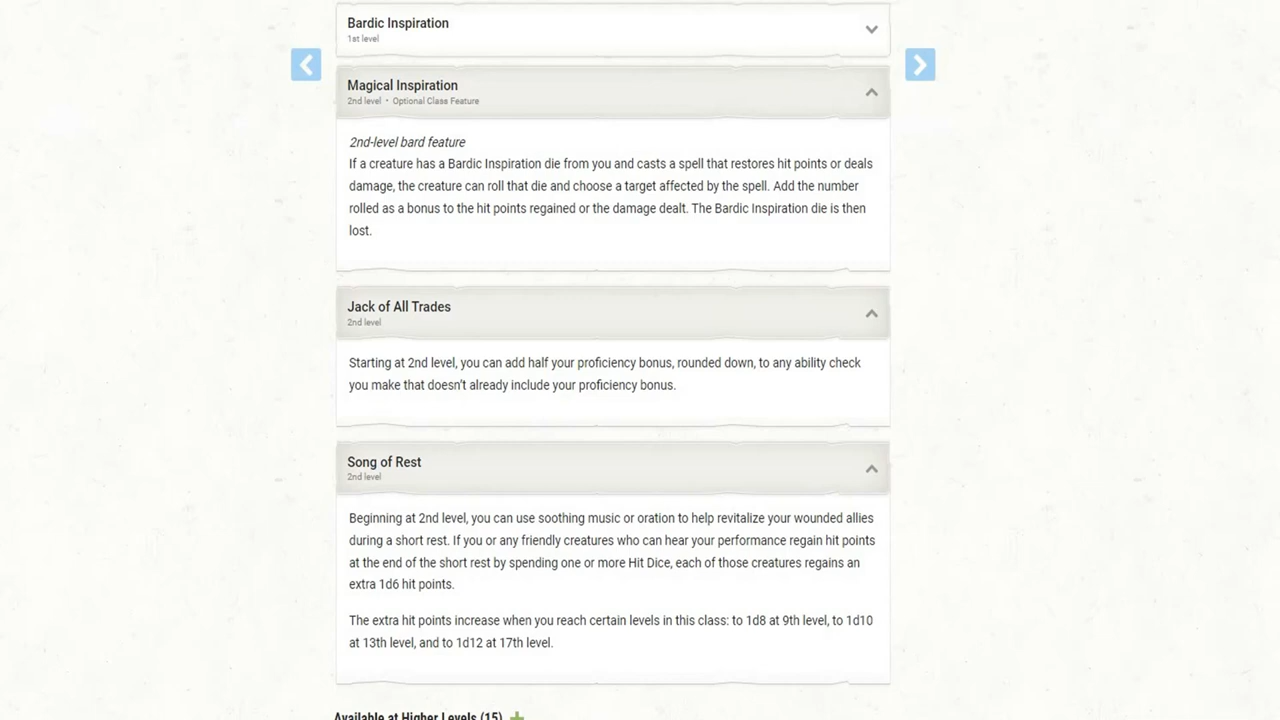 Bardic Inspiration
1st level
Magical Inspiration
2nd level • Optional Class Feature
2nd-level bard feature
If a creature has a Bardic Inspiration die from you and casts a spell that restores hit points or deals
damage, the creature can roll that die and choose a target affected by the spell. Add the number
rolled as a bonus to the hit points regained or the damage dealt. The Bardic Inspiration die is then
lost.
Jack of All Trades
2nd level
Starting at 2nd level, you can add half your proficiency bonus, rounded down, to any ability check
you make that doesn't already include your proficiency bonus.
Song of Rest
2nd level
Beginning at 2nd level, you can use soothing music or oration to help revitalize your wounded allies
during a short rest. If you or any friendly creatures who can hear your performance regain hit points
at the end of the short rest by spending one or more Hit Dice, each of those creatures regains an
extra 1d6 hit points.
The extra hit points increase when you reach certain levels in this class: to 1d8 at 9th level, to 1d10
at 13th level, and to 1d12 at 17th level.
Available at Higher Levels (15)